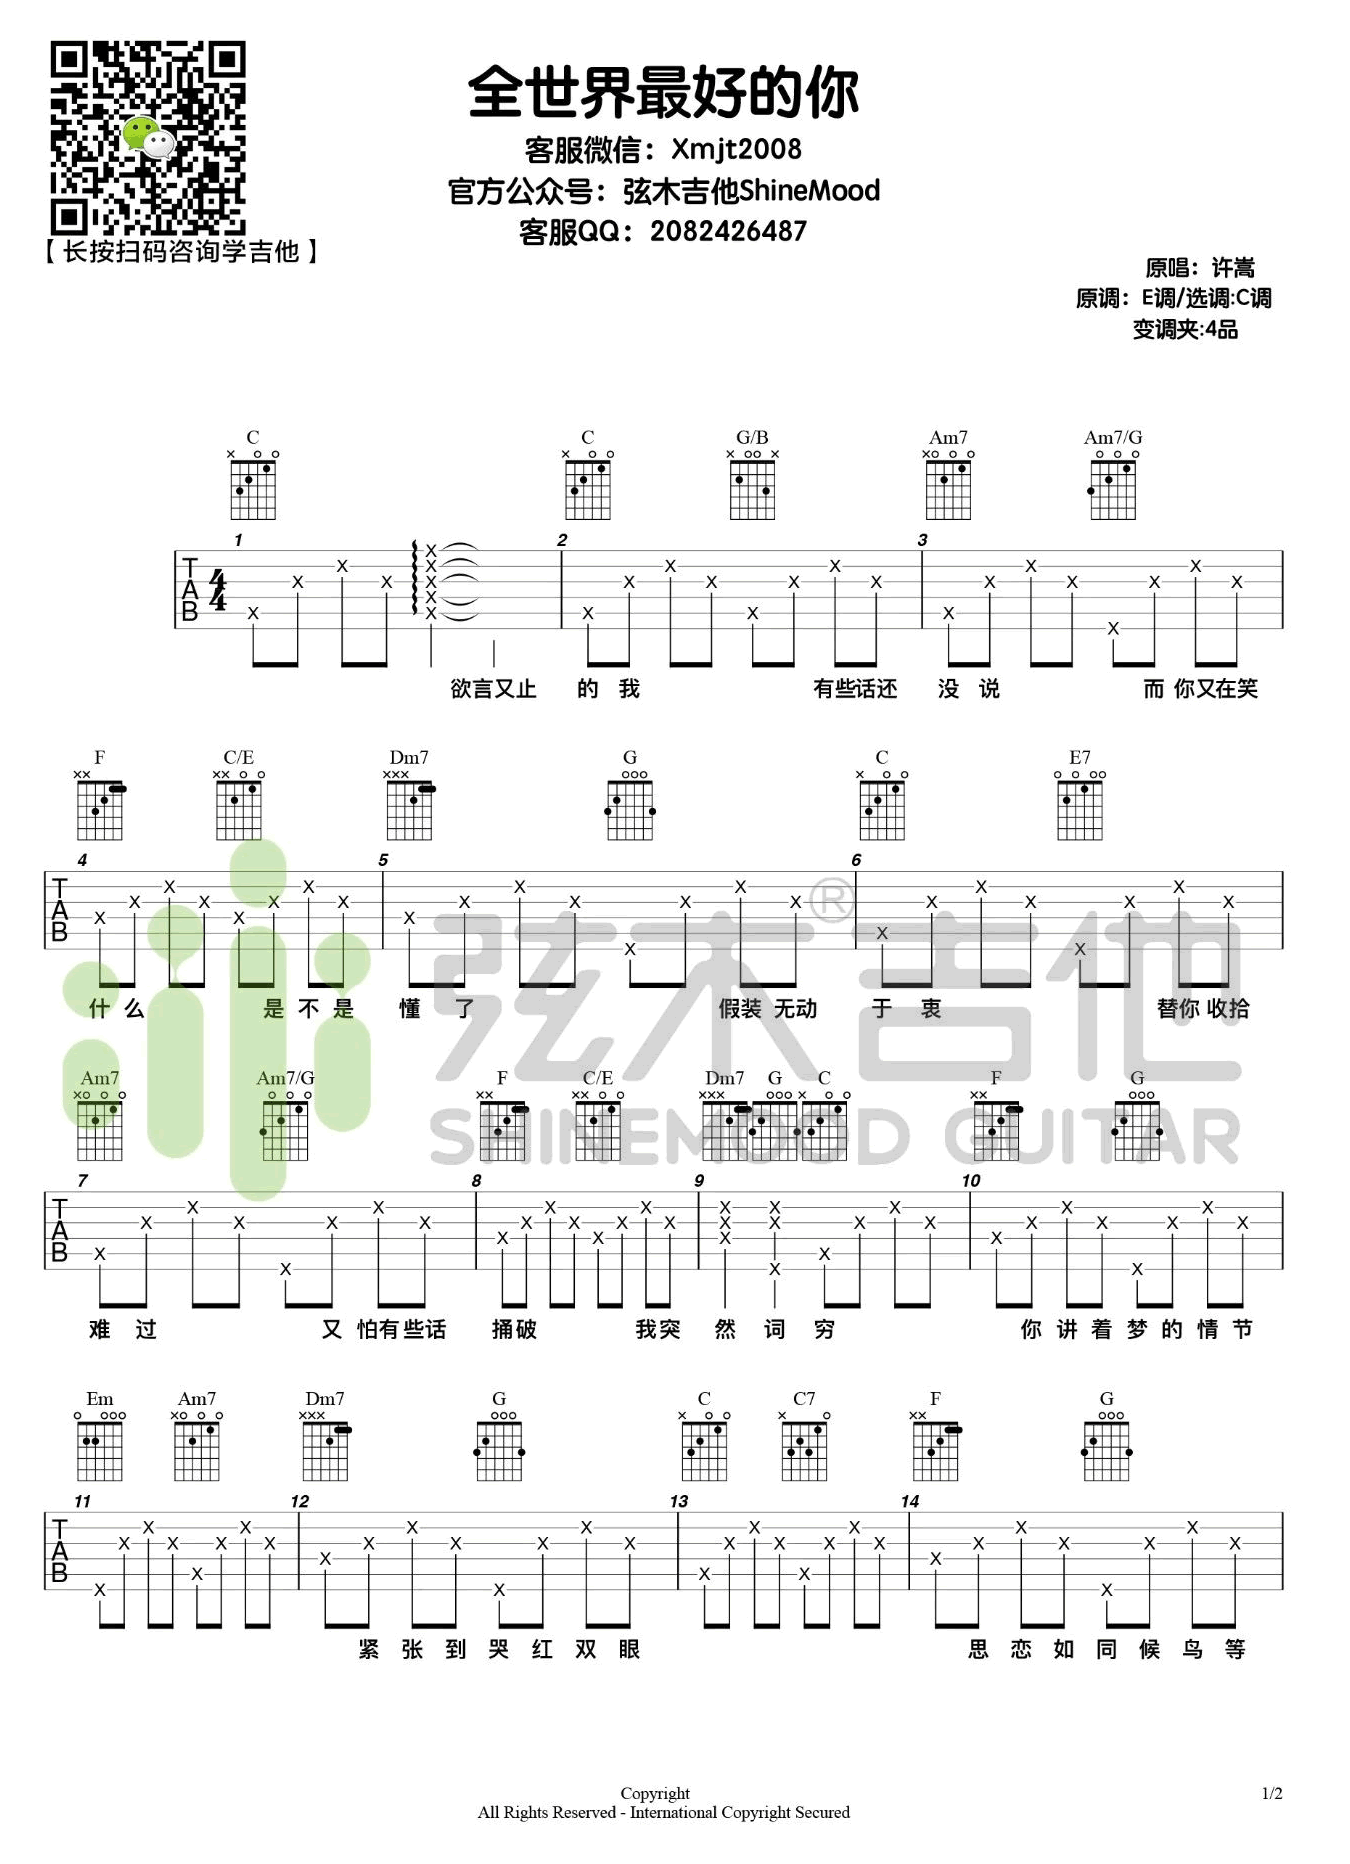 全世界最好的你
客服微信：Xmjt2008
官方公众号：弦木吉他ShineMood
客服QQ：2082426487
【长按扫码咨询学吉他】
原唱：许嵩
原调：E调/选调:C调
变调夹:4品
C C G/B Am7 Am7/G
1 2 3
T A B 4 4
欲言又止 的 我 有些话还 没 说 而 你又在笑
F C/E Dm7 G C E7
4 5 6
T A B
什 么 是 不 是 懂 了 假装 无动 于 衷 替你 收拾
弦木®吉他
SHINEMOOD GUITAR
Am7 Am7/G F C/E Dm7 G C F G
7 8 9 10
T A B
难 过 又 怕有些话 捅破 我突 然 词 穷 你 讲 着 梦 的 情 节
Em Am7 Dm7 G C C7 F G
11 12 13 14
T A B
紧 张 到 哭 红 双 眼 思 恋 如 同 候 鸟 等
Copyright
All Rights Reserved - International Copyright Secured
1/2